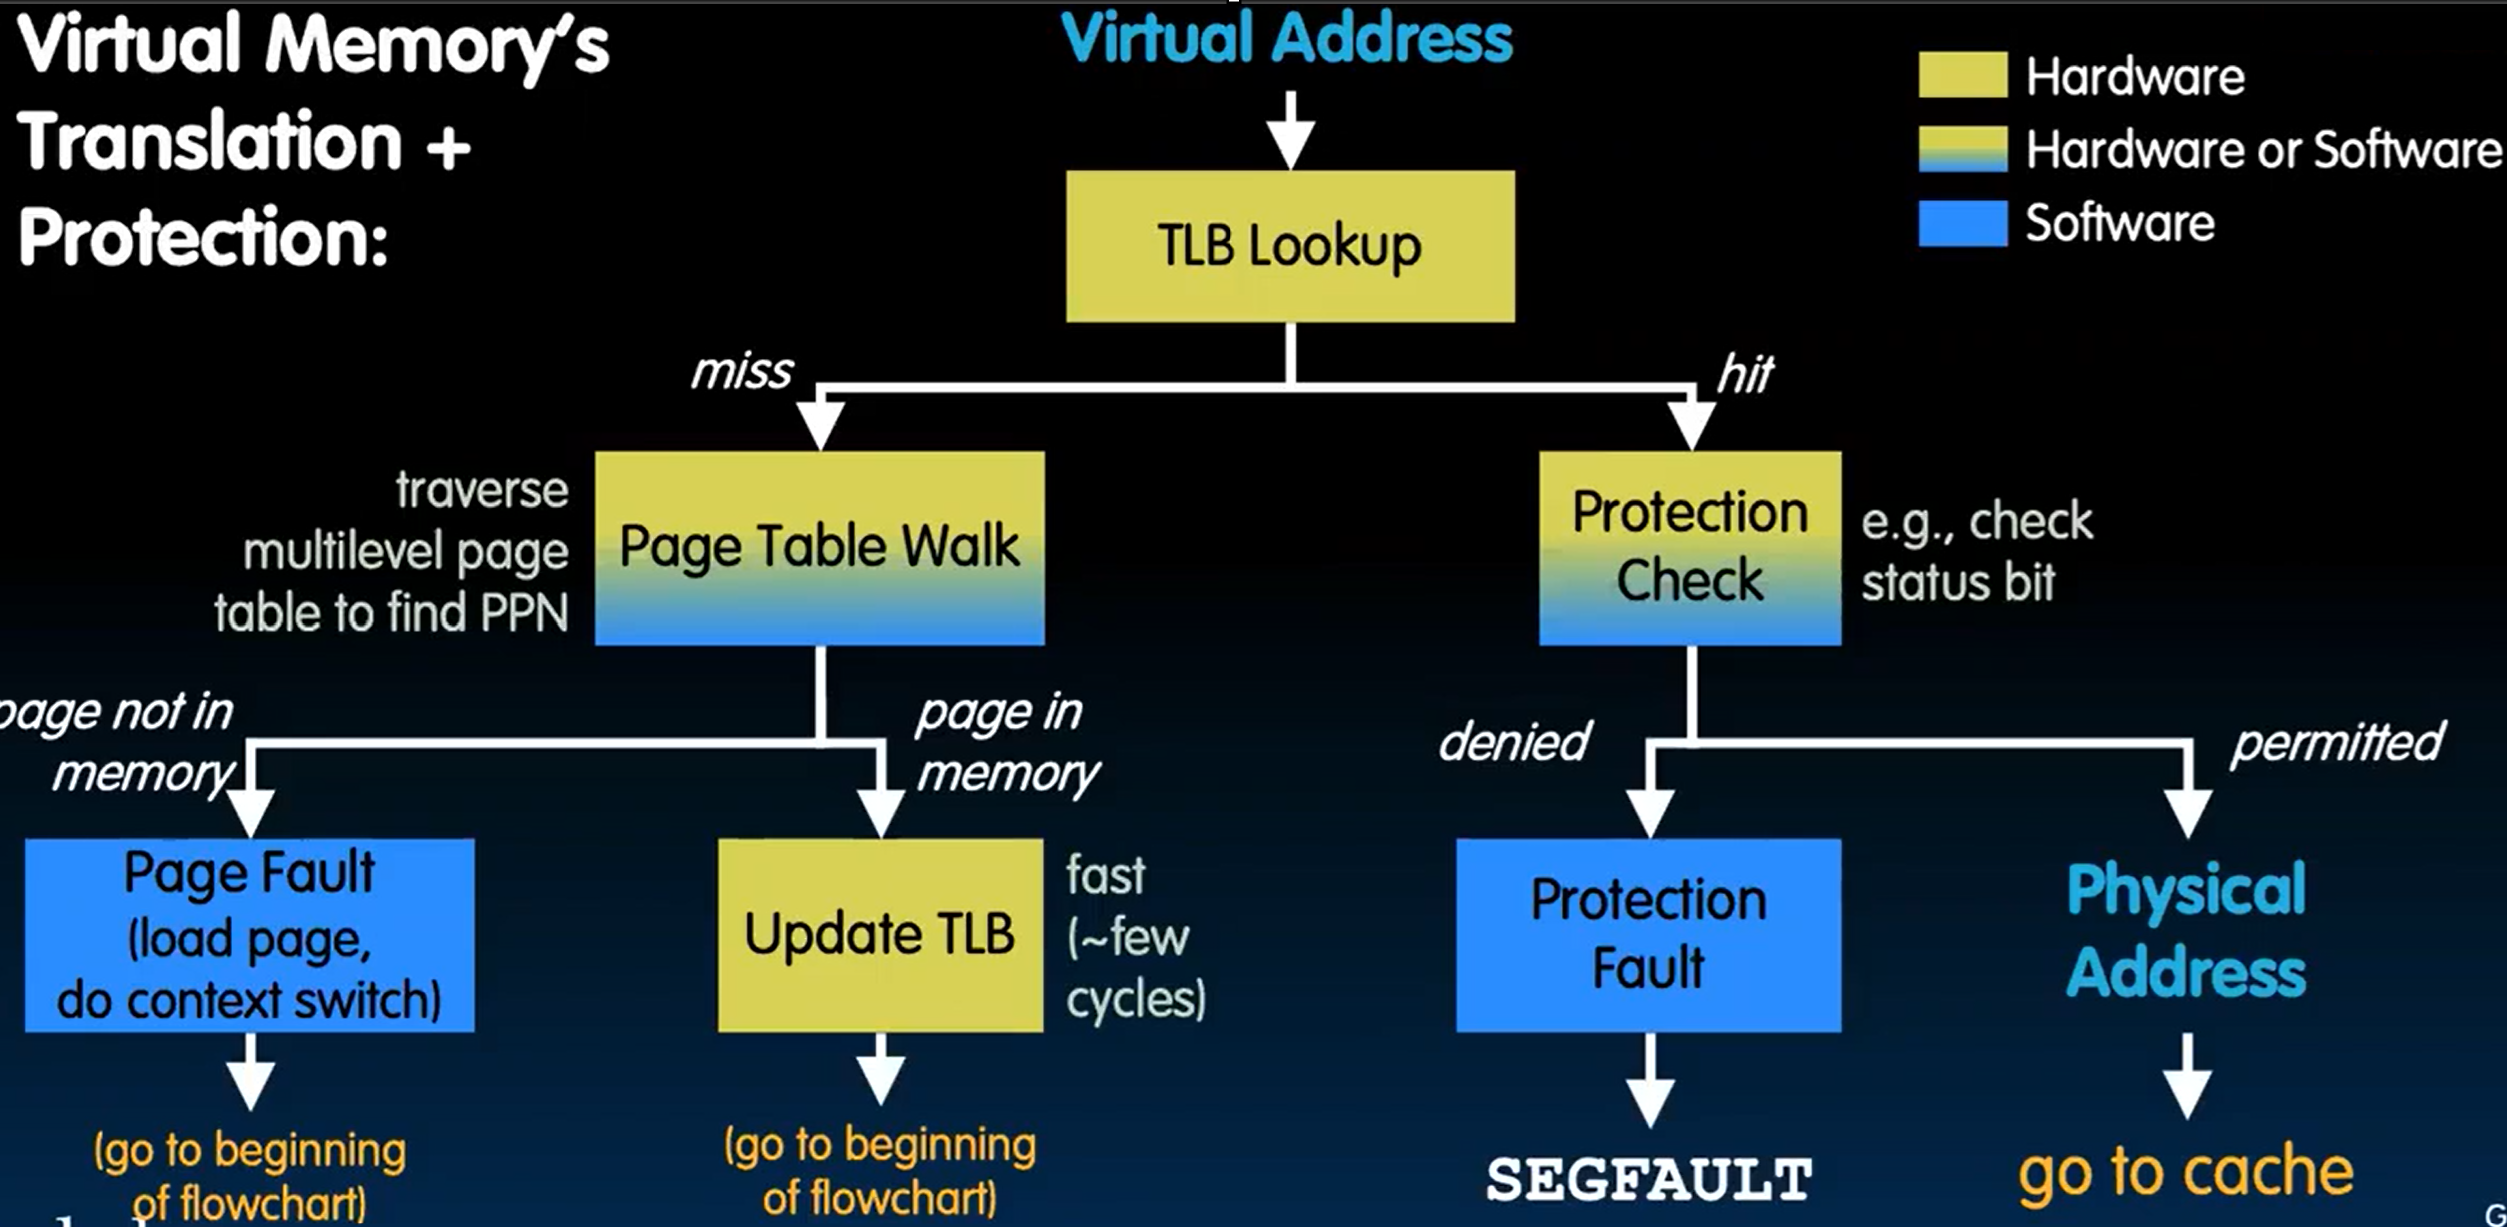 Virtual Memory's
Translation +
Protection:
Virtual Address
Hardware
Hardware or Software
Software
TLB Lookup
miss
hit
traverse
multilevel page
table to find PPN
Page Table Walk
Protection
Check
e.g., check
status bit
page not in
memory
page in
memory
denied
permitted
Page Fault
(load page,
do context switch)
Update TLB
fast
(~few
cycles)
Protection
Fault
Physical
Address
(go to beginning
of flowchart)
(go to beginning
of flowchart)
SEGFAULT
go to cache